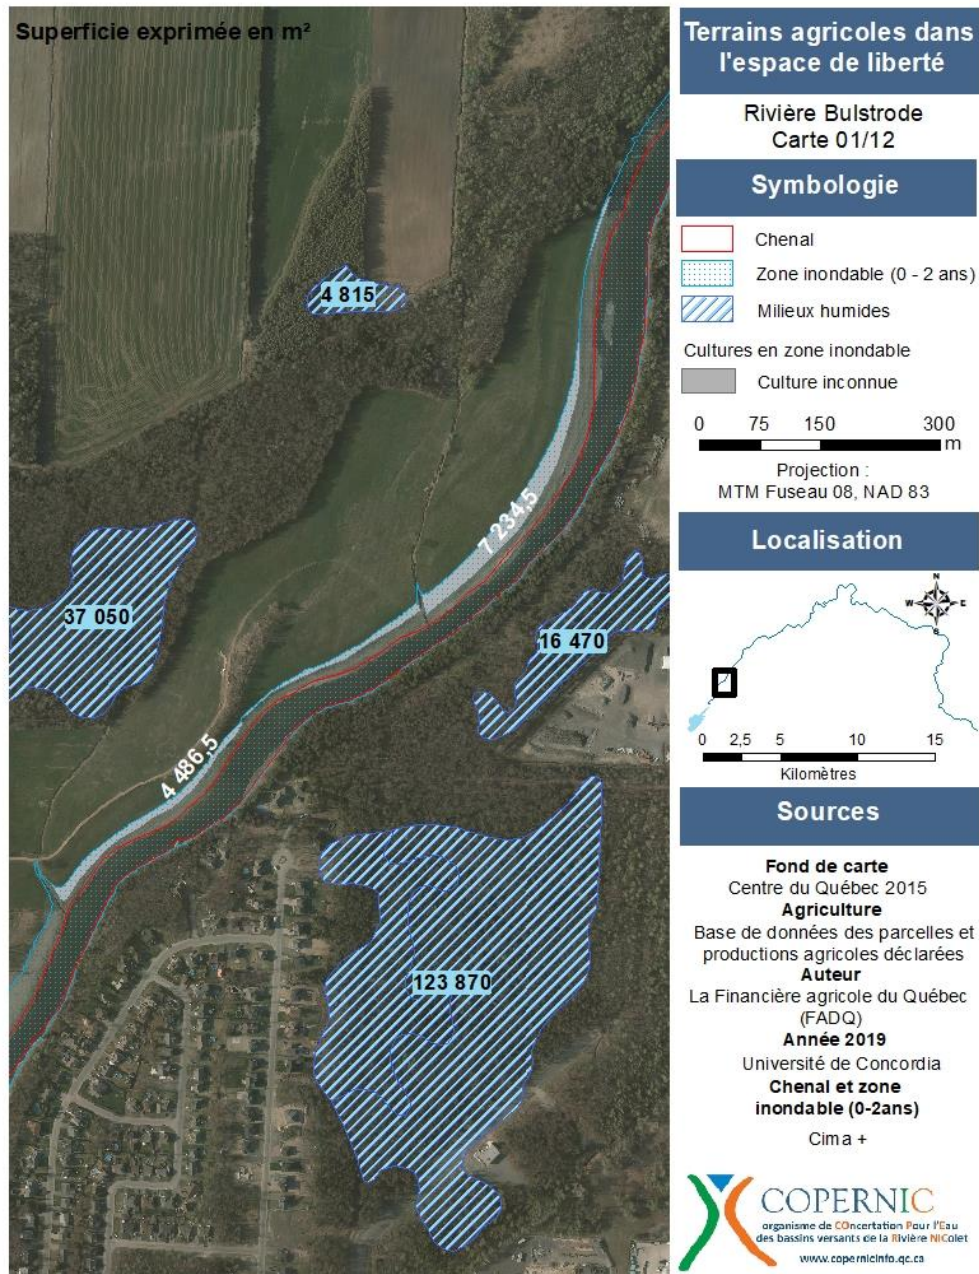 Superficie exprimée en m²
4 815
7 234,5
37 050
16 470
4 486,5
123 870
Terrains agricoles dans
l'espace de liberté
Rivière Bulstrode
Carte 01/12
Symbologie
Chenal
Zone inondable (0 - 2 ans)
Milieux humides
Cultures en zone inondable
Culture inconnue
0 75 150 300
m
Projection :
MTM Fuseau 08, NAD 83
Localisation
N
W E
S
0 2,5 5 10 15
Kilomètres
Sources
Fond de carte
Centre du Québec 2015
Agriculture
Base de données des parcelles et
productions agricoles déclarées
Auteur
La Financière agricole du Québec
(FADQ)
Année 2019
Université de Concordia
Chenal et zone
inondable (0-2ans)
Cima +
COPERNIC
organisme de COncertation Pour l'Eau
des bassins versants de la Rivière NIColet
www.copernicinfo.qc.ca